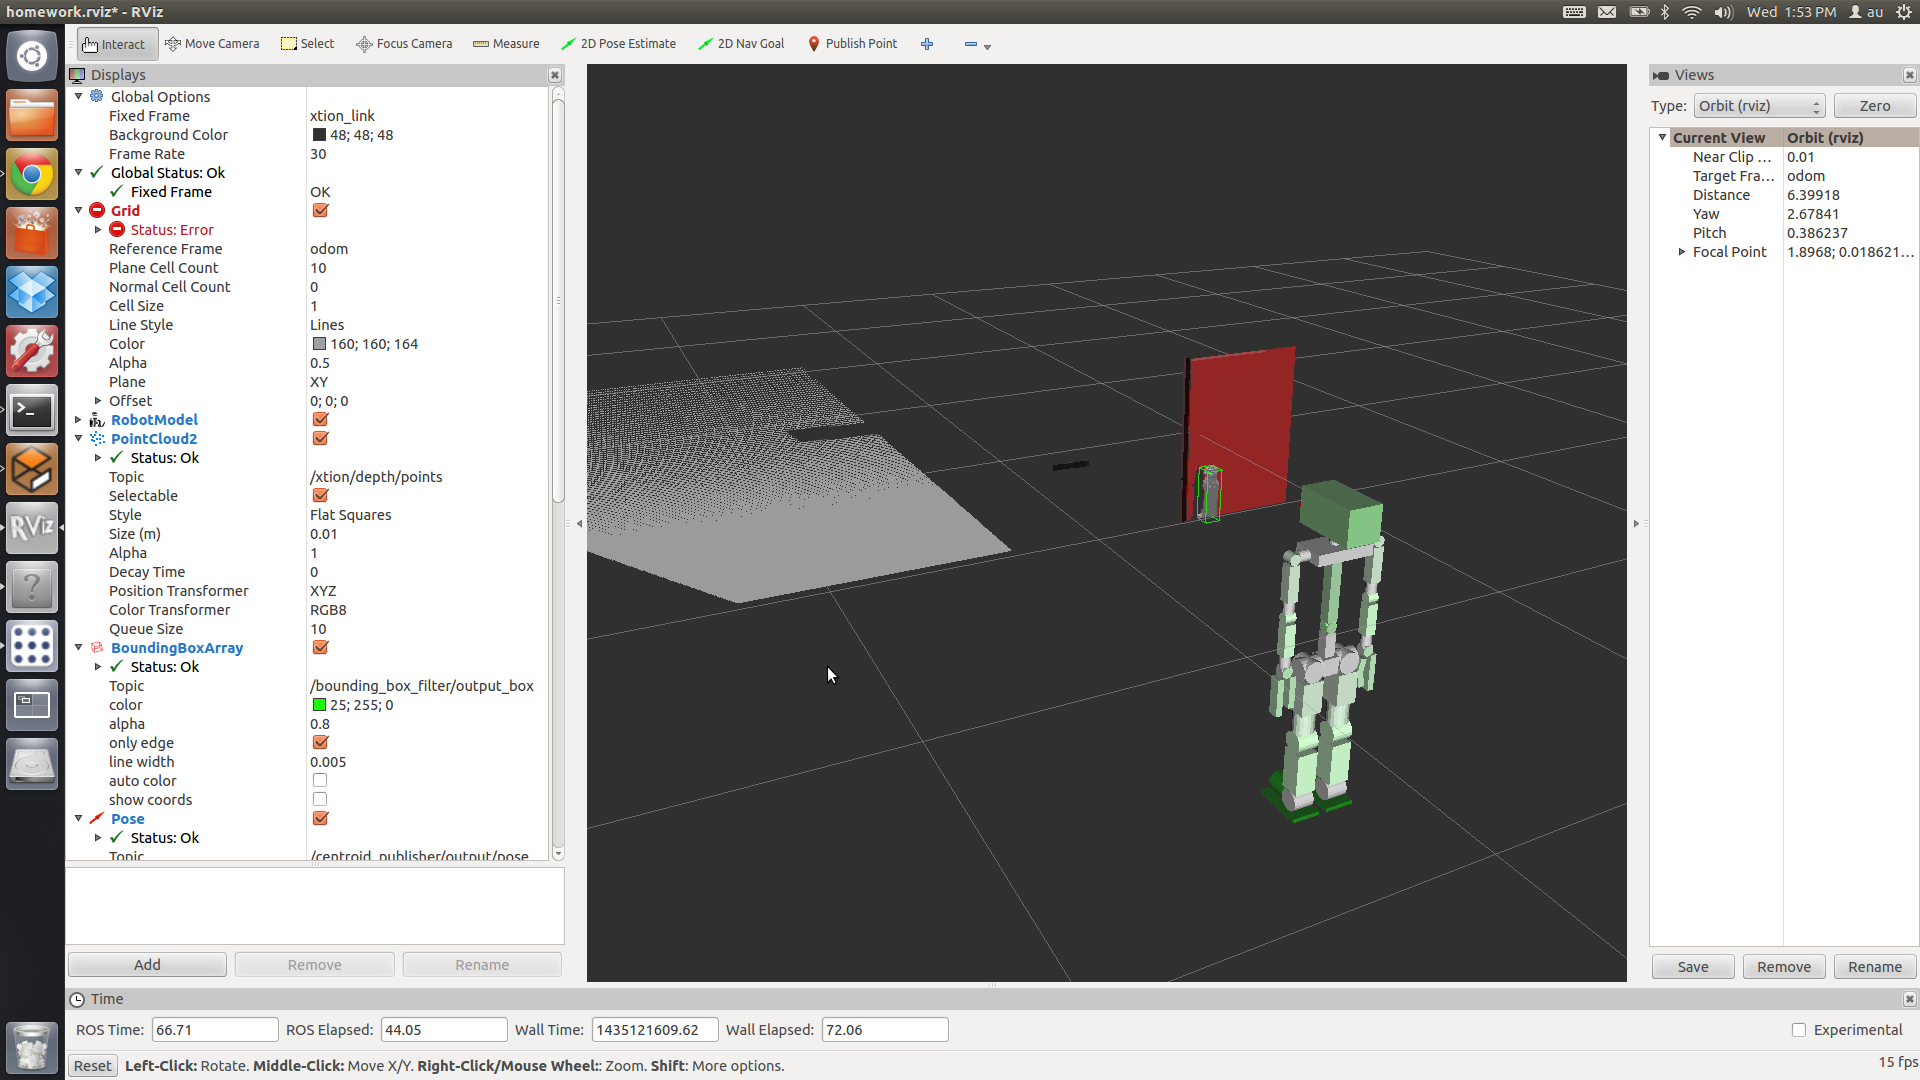 homework.rviz* - RViz
Wed 1:53 PM au
Interact Move Camera Select Focus Camera Measure 2D Pose Estimate 2D Nav Goal Publish Point
Displays
Global Options
Fixed Frame xtion_link
Background Color 48; 48; 48
Frame Rate 30
Global Status: Ok
Fixed Frame OK
Grid
Status: Error
Reference Frame odom
Plane Cell Count 10
Normal Cell Count 0
Cell Size 1
Line Style Lines
Color 160; 160; 164
Alpha 0.5
Plane XY
Offset 0; 0; 0
RobotModel
PointCloud2
Status: Ok
Topic /xtion/depth/points
Selectable
Style Flat Squares
Size (m) 0.01
Alpha 1
Decay Time 0
Position Transformer XYZ
Color Transformer RGB8
Queue Size 10
BoundingBoxArray
Status: Ok
Topic /bounding_box_filter/output_box
color 25; 255; 0
alpha 0.8
only edge
line width 0.005
auto color
show coords
Pose
Status: Ok
Topic /centroid_publisher/output/pose
Add Remove Rename
RViz
Views
Type: Orbit (rviz) Zero
Current View Orbit (rviz)
Near Clip ... 0.01
Target Fra... odom
Distance 6.39918
Yaw 2.67841
Pitch 0.386237
Focal Point 1.8968; 0.018621...
Save Remove Rename
Time
ROS Time: 66.71 ROS Elapsed: 44.05 Wall Time: 1435121609.62 Wall Elapsed: 72.06 Experimental
Reset Left-Click: Rotate. Middle-Click: Move X/Y. Right-Click/Mouse Wheel:: Zoom. Shift: More options. 15 fps